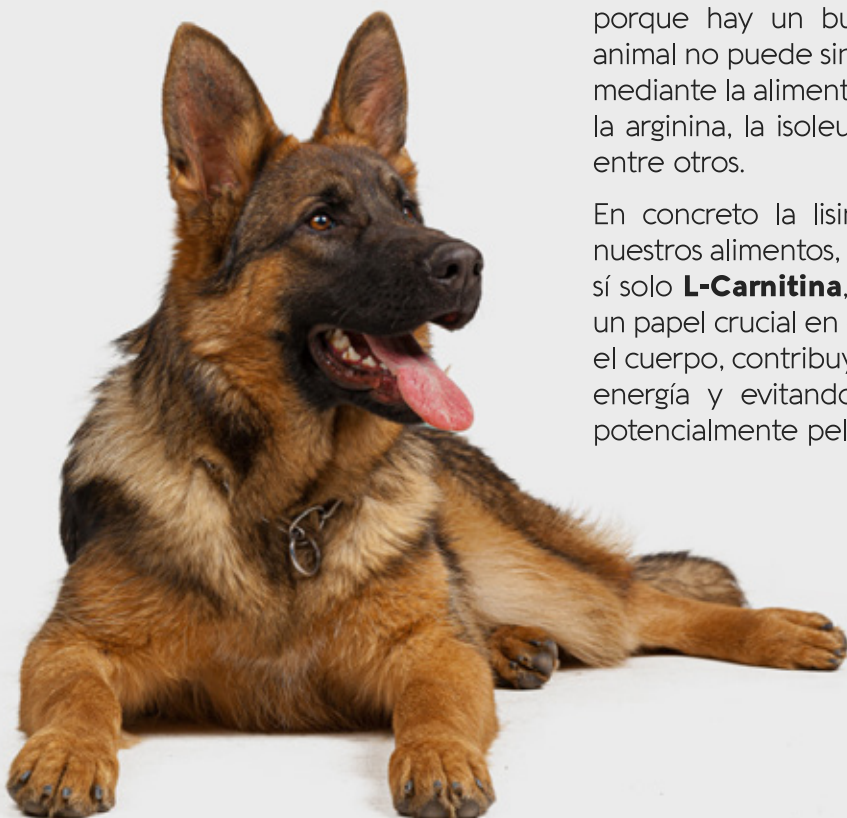 porque hay un bu
animal no puede sin
mediante la aliment
la arginina, la isoleu
entre otros.
En concreto la lisin
nuestros alimentos,
sí solo L-Carnitina,
un papel crucial en
el cuerpo, contribuy
energía y evitando
potencialmente pel